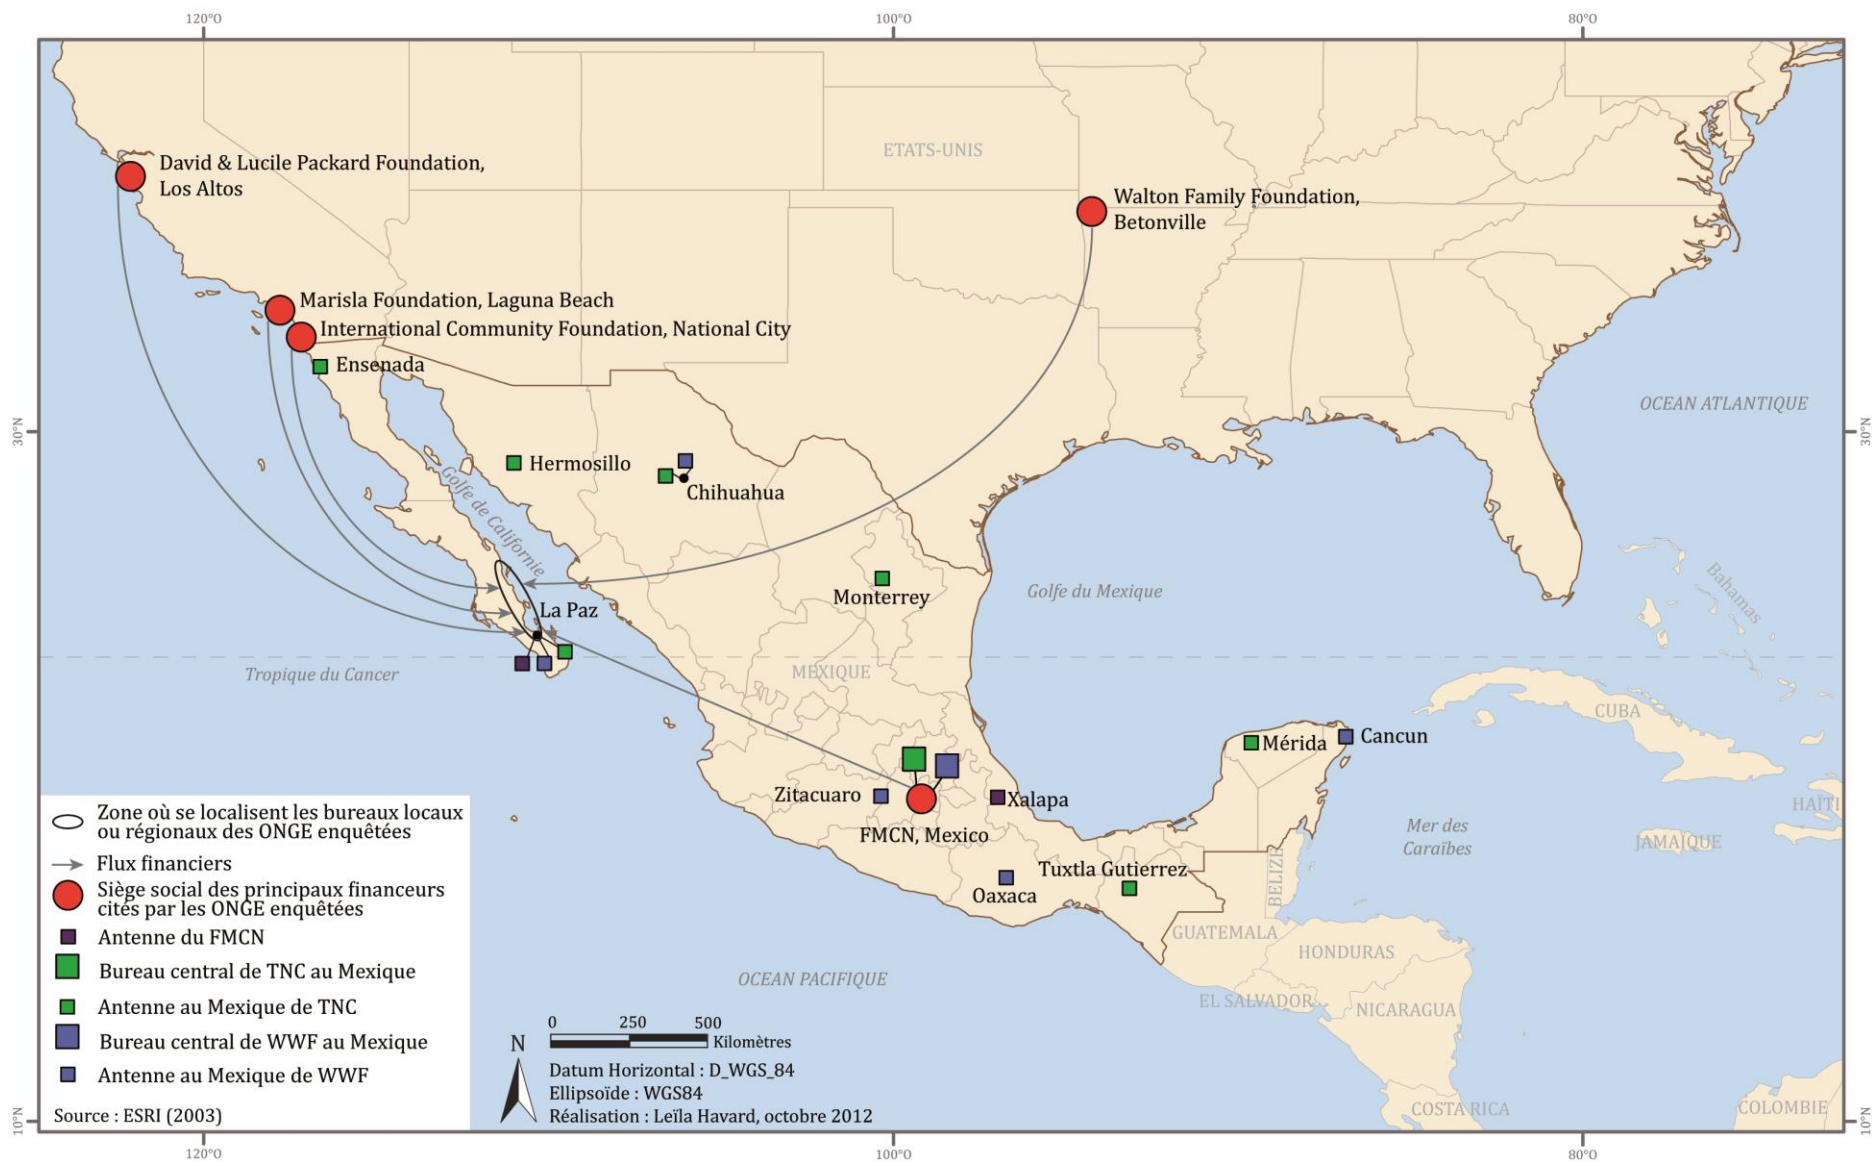 120°O
100°O
80°O
David & Lucile Packard Foundation,
Los Altos
ETATS-UNIS
Walton Family Foundation,
Betonville
Marisla Foundation, Laguna Beach
International Community Foundation, National City
Ensenada
OCEAN ATLANTIQUE
30°N
30°N
Hermosillo
Golfe de Californie
Chihuahua
Monterrey
Golfe du Mexique
Bahamas
La Paz
Tropique du Cancer
MEXIQUE
CUBA
Mérida
Cancun
Zitacuaro
Xalapa
FMCN, Mexico
HAÏTI
Mer des
Caraïbes
JAMAÏQUE
Tuxtla Gutierrez
Oaxaca
BELIZE
GUATEMALA
HONDURAS
OCEAN PACIFIQUE
EL SALVADOR
NICARAGUA
COSTA RICA
COLOMBIE
Zone où se localisent les bureaux locaux
ou régionaux des ONGE enquêtées
Flux financiers
Siège social des principaux financeurs
cités par les ONGE enquêtées
Antenne du FMCN
Bureau central de TNC au Mexique
Antenne au Mexique de TNC
Bureau central de WWF au Mexique
Antenne au Mexique de WWF
Source : ESRI (2003)
N
0 250 500
Kilomètres
Datum Horizontal : D_WGS_84
Ellipsoïde : WGS84
Réalisation : Leïla Havard, octobre 2012
10°N
10°N
120°O
100°O
80°O